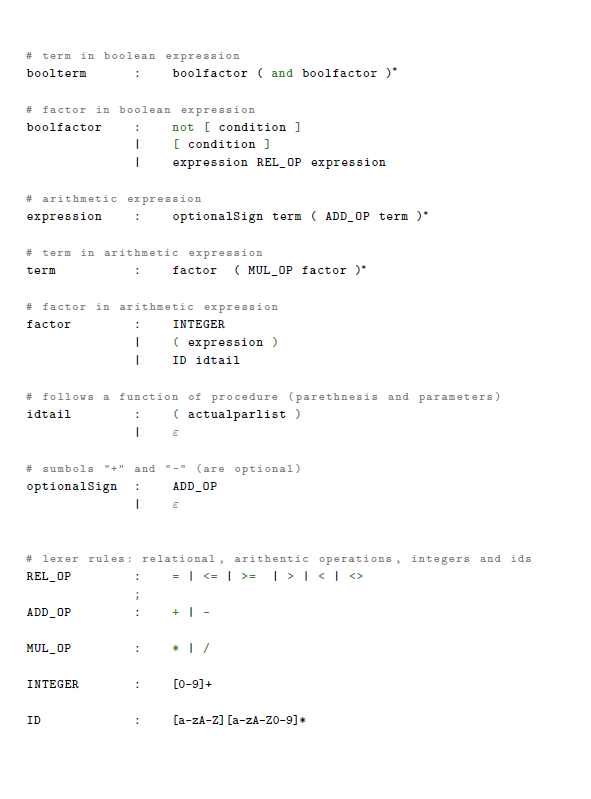 # term in boolean expression
boolterm : boolfactor ( and boolfactor )*
# factor in boolean expression
boolfactor : not [ condition ]
| [ condition ]
| expression REL_OP expression
# arithmetic expression
expression : optionalSign term ( ADD_OP term )*
# term in arithmetic expression
term : factor ( MUL_OP factor )*
# factor in arithmetic expression
factor : INTEGER
| ( expression )
| ID idtail
# follows a function of procedure (parethnesis and parameters)
idtail : ( actualparlist )
| ε
# sumbols "+" and "-" (are optional)
optionalSign : ADD_OP
| ε
# lexer rules: relational, arithentic operations, integers and ids
REL_OP : = | <= | >= | > | < | <>
;
ADD_OP : + | -
MUL_OP : * | /
INTEGER : [0-9]+
ID : [a-zA-Z][a-zA-Z0-9]*